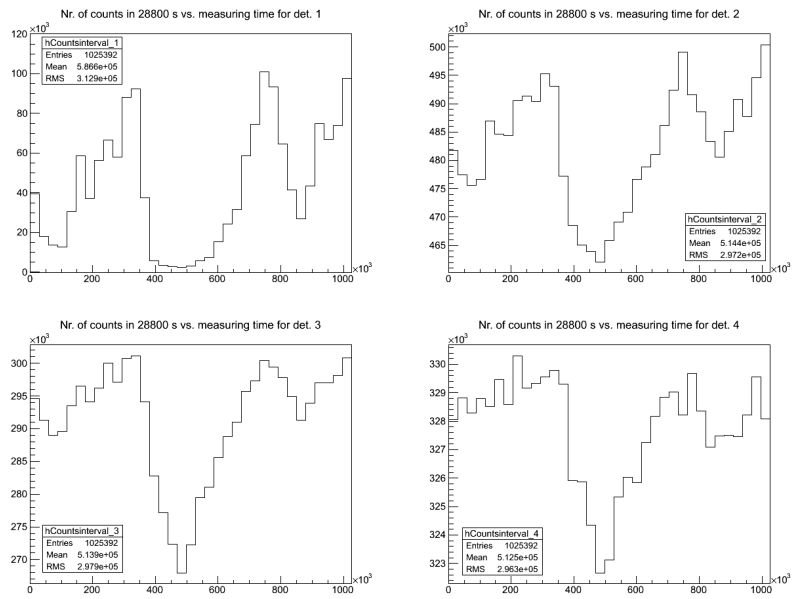 Nr. of counts in 28800 s vs. measuring time for det. 1
×10³
hCountsinterval_1
Entries 1025392
Mean 5.866e+05
RMS 3.129e+05
120
100
80
60
40
20
0
0 200 400 600 800 1000 ×10³
Nr. of counts in 28800 s vs. measuring time for det. 2
×10³
500
495
490
485
480
475
470
465
hCountsinterval_2
Entries 1025392
Mean 5.144e+05
RMS 2.972e+05
0 200 400 600 800 1000 ×10³
Nr. of counts in 28800 s vs. measuring time for det. 3
×10³
300
295
290
285
280
275
270
hCountsinterval_3
Entries 1025392
Mean 5.139e+05
RMS 2.979e+05
0 200 400 600 800 1000 ×10³
Nr. of counts in 28800 s vs. measuring time for det. 4
×10³
330
329
328
327
326
325
324
323
hCountsinterval_4
Entries 1025392
Mean 5.125e+05
RMS 2.963e+05
0 200 400 600 800 1000 ×10³